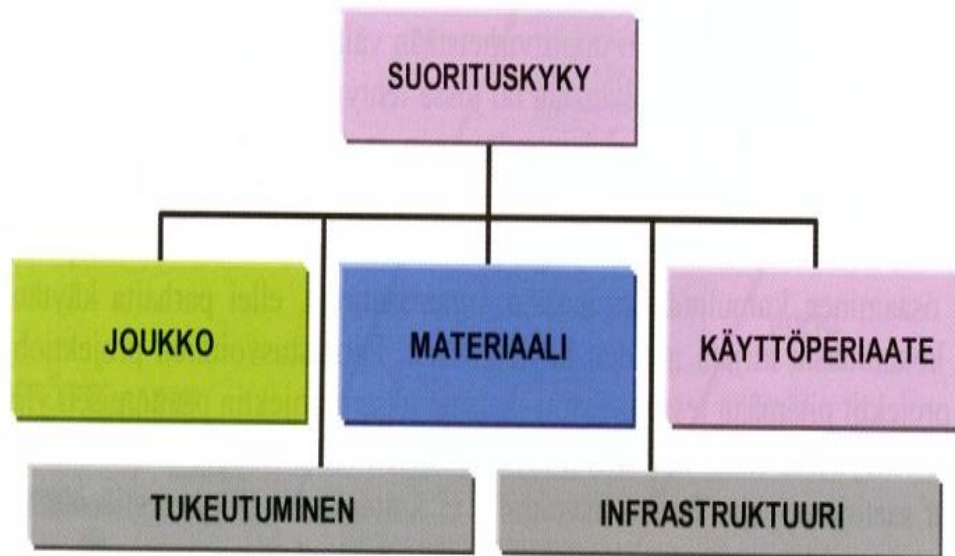 SUORITUSKYKY
JOUKKO
MATERIAALI
KÄYTTÖPERIAATE
TUKEUTUMINEN
INFRASTRUKTUURI